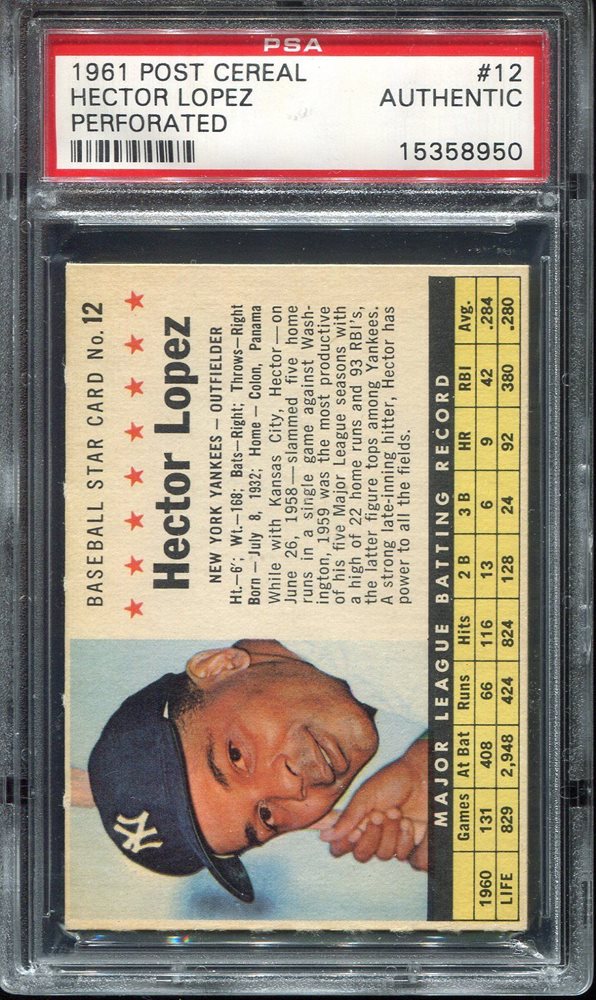 PSA
1961 POST CEREAL #12
HECTOR LOPEZ AUTHENTIC
PERFORATED
15358950
BASEBALL STAR CARD No. 12
★ ★ ★ ★ ★ ★ ★ ★
Hector Lopez
NEW YORK YANKEES — OUTFIELDER
Ht.—6'; Wt.—168; Bats—Right; Throws—Right
Born—July 8, 1932; Home — Colon, Panama
While with Kansas City, Hector—on
June 26, 1958—slammed five home
runs in a single game against Wash-
ington, 1959 was the most productive
of his five Major League seasons with
a high of 22 home runs and 93 RBI's,
the latter figure tops among Yankees.
A strong late-inning hitter, Hector has
power to all the fields.
NY
MAJOR LEAGUE BATTING RECORD
Games At Bat Runs Hits 2 B 3 B HR RBI Avg.
1960 131 408 66 116 13 6 9 42 .284
LIFE 829 2,948 424 824 128 24 92 380 .280